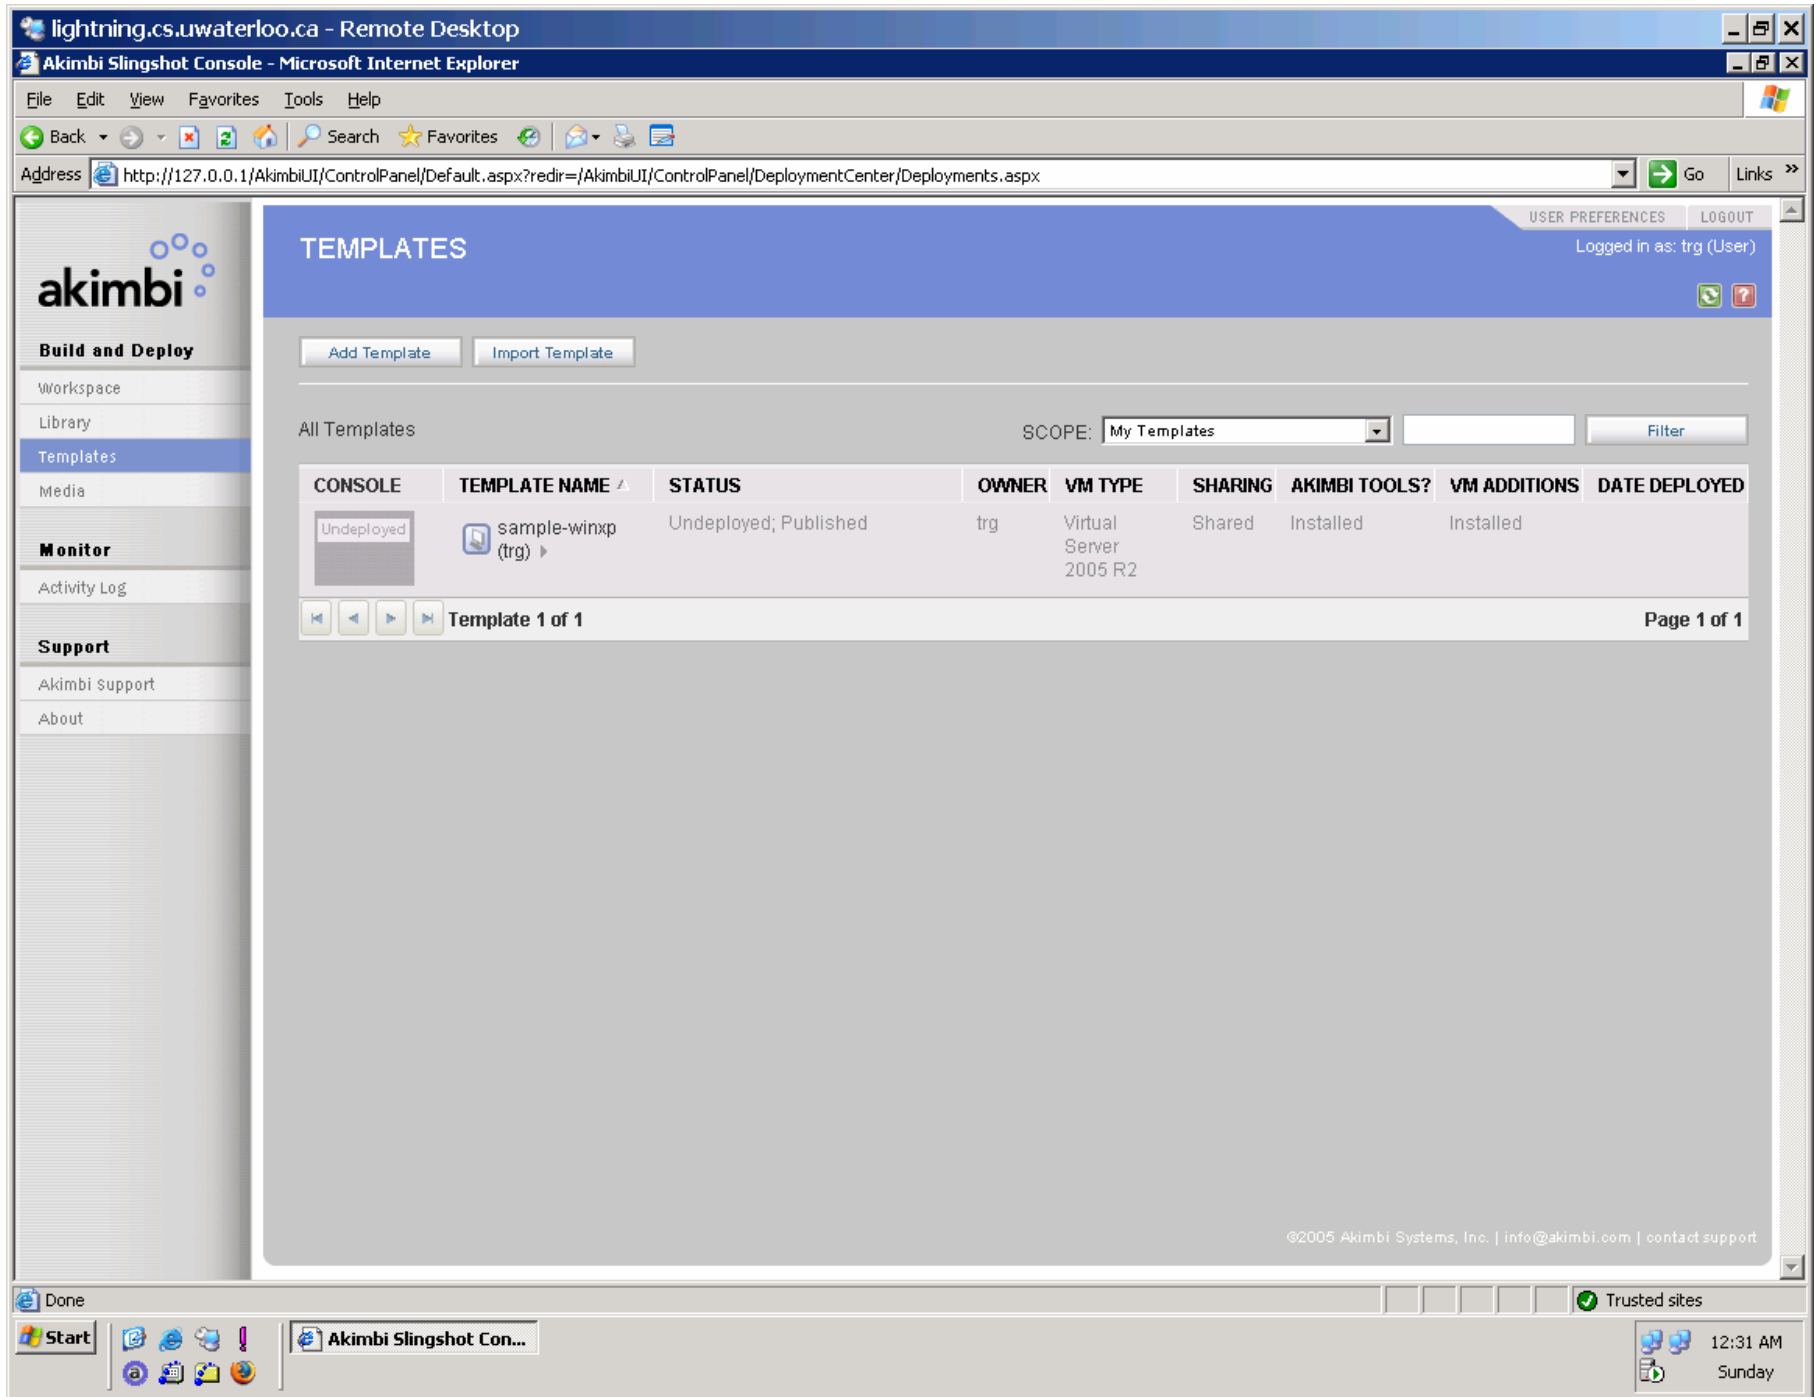 lightning.cs.uwaterloo.ca - Remote Desktop
Akimbi Slingshot Console - Microsoft Internet Explorer
File Edit View Favorites Tools Help
Back Search Favorites
Address http://127.0.0.1/AkimbiUI/ControlPanel/Default.aspx?redir=/AkimbiUI/ControlPanel/DeploymentCenter/Deployments.aspx Go Links »
USER PREFERENCES LOGOUT
TEMPLATES
Logged in as: trg (User)
akimbi
Build and Deploy
Workspace
Library
Templates
Media
Monitor
Activity Log
Support
Akimbi Support
About
Add Template Import Template
All Templates SCOPE: My Templates Filter
CONSOLE TEMPLATE NAME STATUS OWNER VM TYPE SHARING AKIMBI TOOLS? VM ADDITIONS DATE DEPLOYED
Undeployed sample-winxp Undeployed; Published trg Virtual Shared Installed Installed
(trg) Server
2005 R2
Template 1 of 1 Page 1 of 1
©2005 Akimbi Systems, Inc. | info@akimbi.com | contact support
Done Trusted sites
Start Akimbi Slingshot Con... 12:31 AM
Sunday